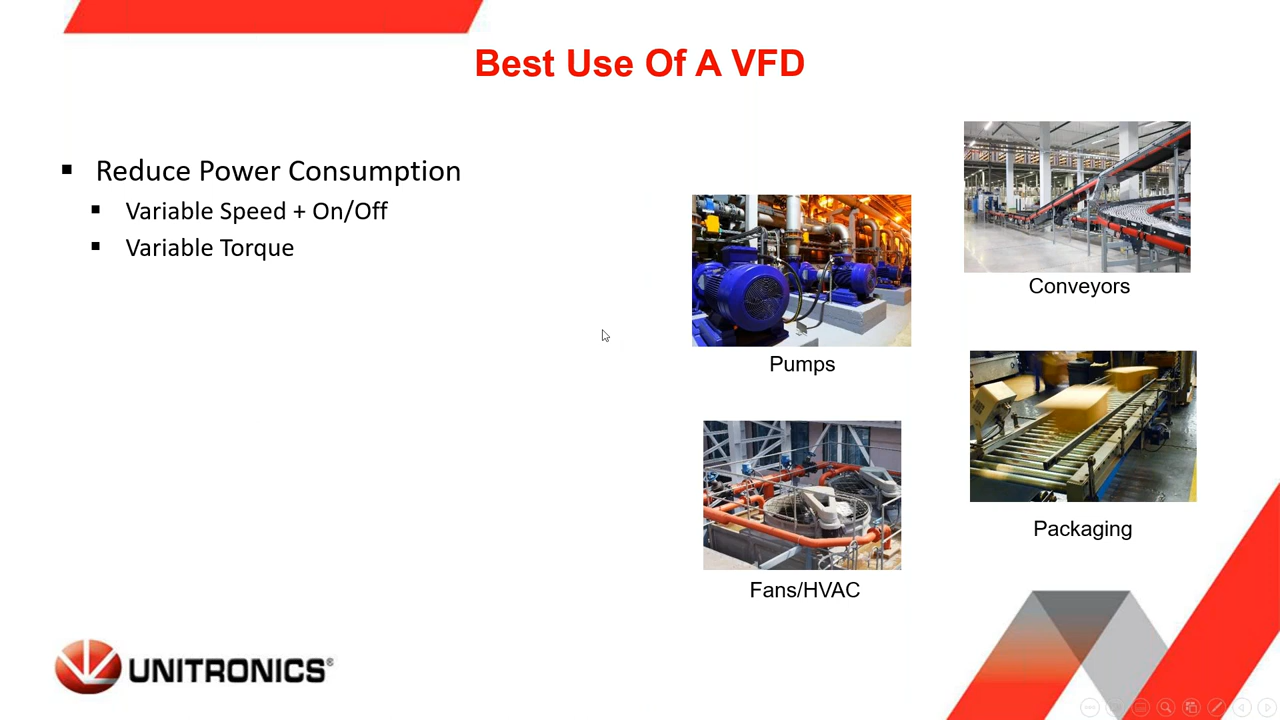 Best Use Of A VFD
▪ Reduce Power Consumption
▪ Variable Speed + On/Off
▪ Variable Torque
Conveyors
Pumps
Packaging
Fans/HVAC
UNITRONICS®